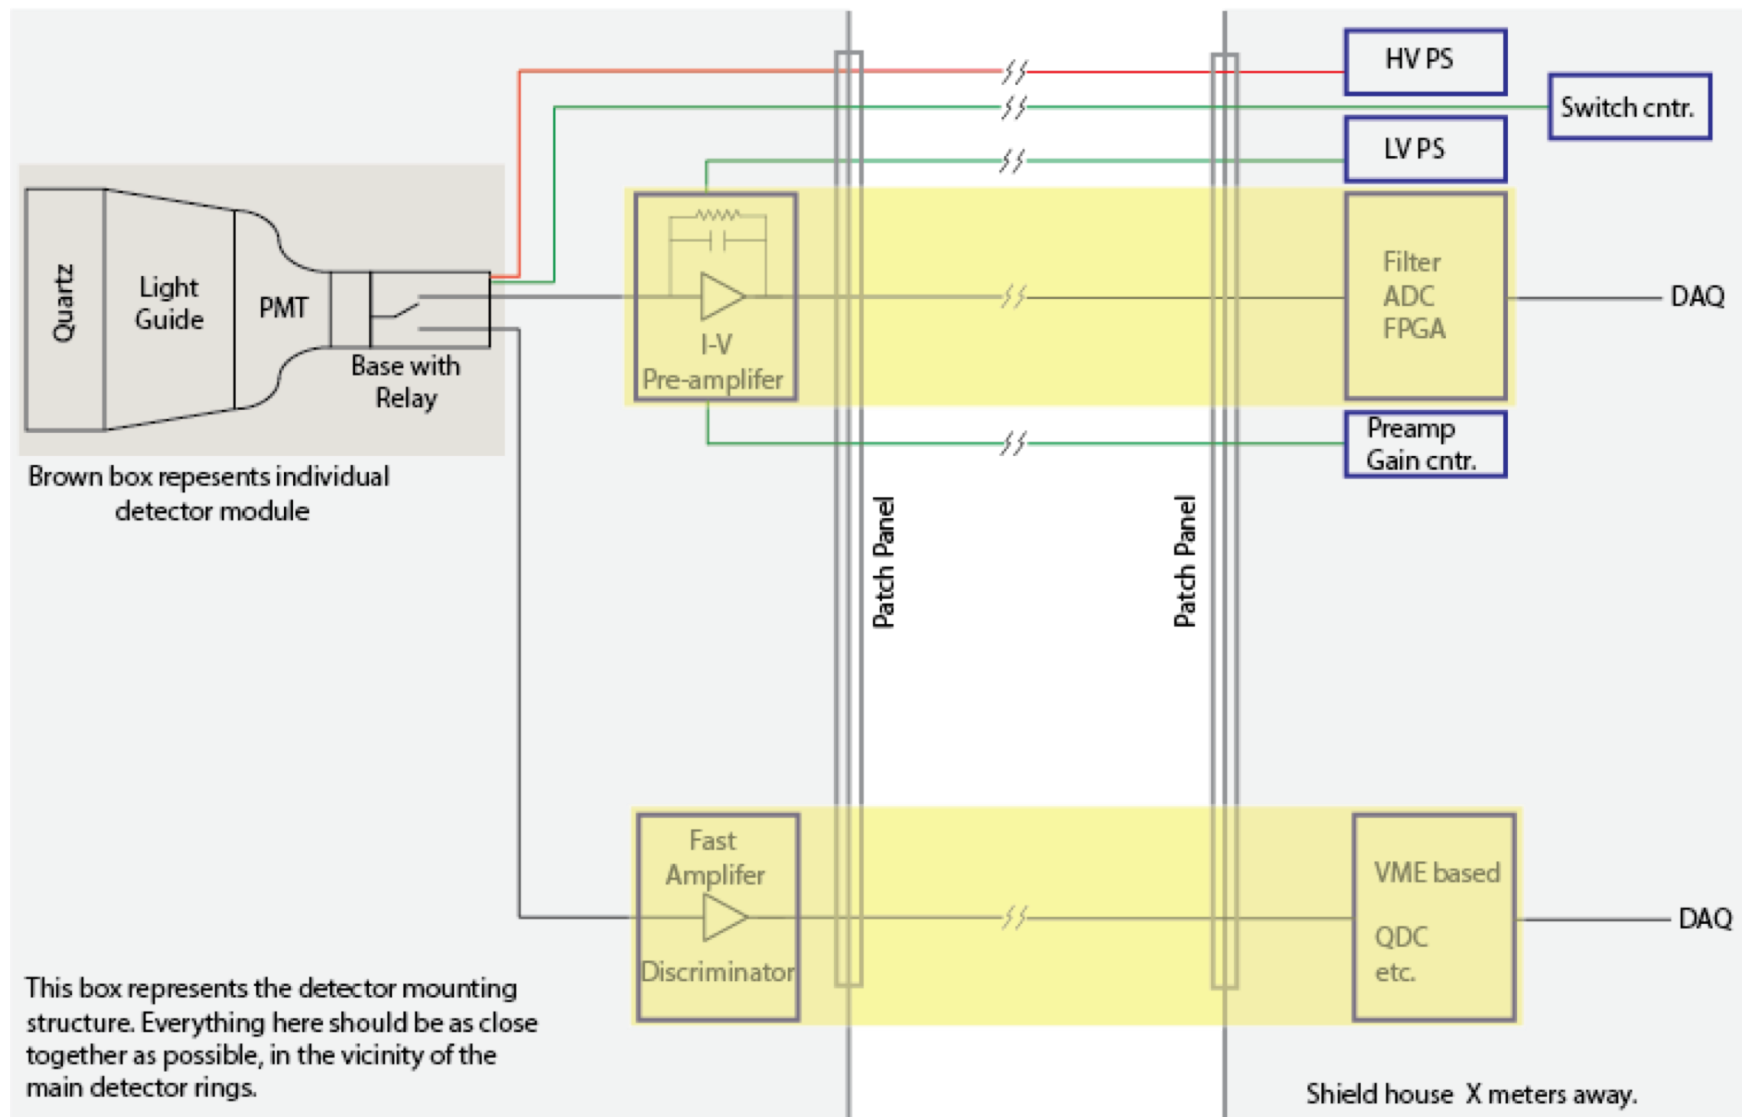 HV PS
Switch cntr.
LV PS
Quartz
Light
Guide
PMT
Base with
Relay
I-V
Pre-amplifer
Filter
ADC
FPGA
DAQ
Preamp
Gain cntr.
Brown box repesents individual
detector module
Patch Panel
Patch Panel
Fast
Amplifer
Discriminator
VME based
QDC
etc.
DAQ
This box represents the detector mounting
structure. Everything here should be as close
together as possible, in the vicinity of the
main detector rings.
Shield house X meters away.